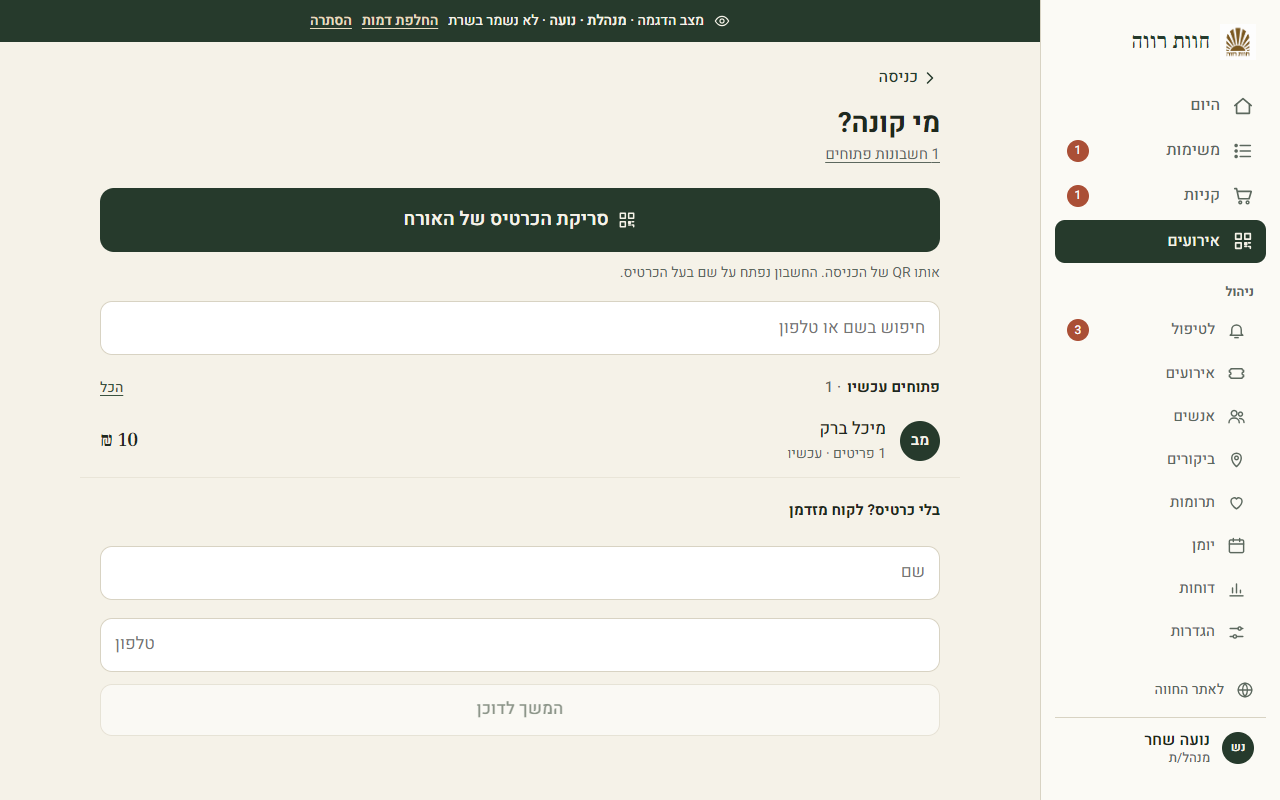 מצב הדגמה · מנהלת · נועה · לא נשמר בשרת החלפת דמות הסתרה
חוות רווה
היום
משימות 1
קניות 1
אירועים
ניהול
לטיפול 3
אירועים
אנשים
ביקורים
תרומות
יומן
דוחות
הגדרות
לאתר החווה
נש
נועה שחר
מנהל/ת
כניסה
מי קונה?
1 חשבונות פתוחים
סריקת הכרטיס של האורח
אותו QR של הכניסה. החשבון נפתח על שם בעל הכרטיס.
חיפוש בשם או טלפון
פתוחים עכשיו · 1 הכל
מב
מיכל ברק
1 פריטים · עכשיו
10 ₪
בלי כרטיס? לקוח מזדמן
שם
טלפון
המשך לדוכן